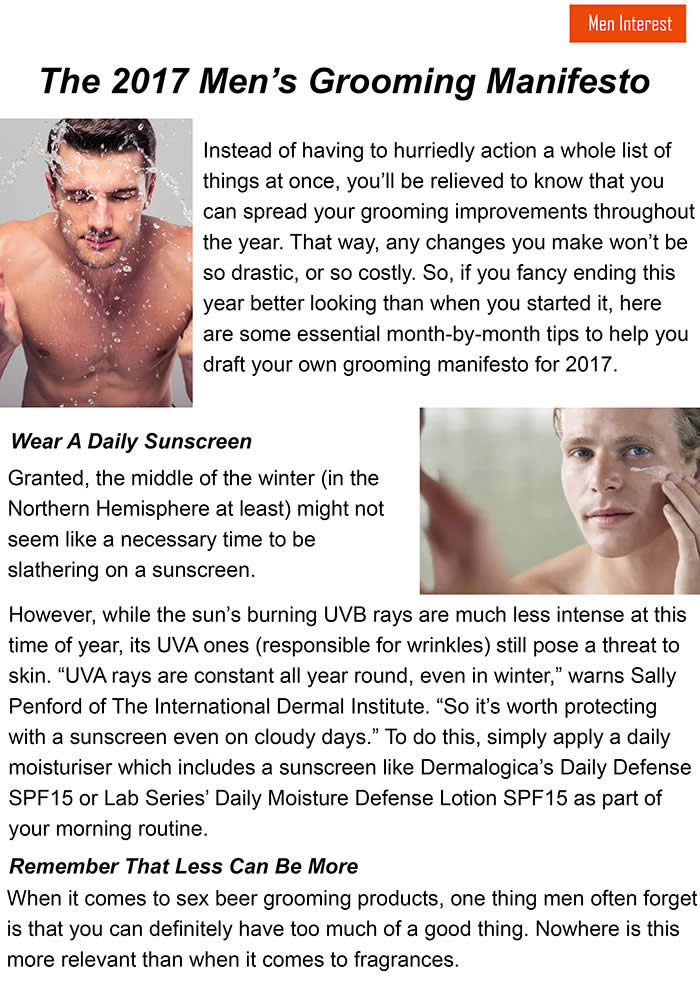 Men Interest
The 2017 Men’s Grooming Manifesto
Instead of having to hurriedly action a whole list of
things at once, you’ll be relieved to know that you
can spread your grooming improvements throughout
the year. That way, any changes you make won’t be
so drastic, or so costly. So, if you fancy ending this
year better looking than when you started it, here
are some essential month-by-month tips to help you
draft your own grooming manifesto for 2017.
Wear A Daily Sunscreen
Granted, the middle of the winter (in the
Northern Hemisphere at least) might not
seem like a necessary time to be
slathering on a sunscreen.
However, while the sun’s burning UVB rays are much less intense at this
time of year, its UVA ones (responsible for wrinkles) still pose a threat to
skin. “UVA rays are constant all year round, even in winter,” warns Sally
Penford of The International Dermal Institute. “So it’s worth protecting
with a sunscreen even on cloudy days.” To do this, simply apply a daily
moisturiser which includes a sunscreen like Dermalogica’s Daily Defense
SPF15 or Lab Series’ Daily Moisture Defense Lotion SPF15 as part of
your morning routine.
Remember That Less Can Be More
When it comes to sex beer grooming products, one thing men often forget
is that you can definitely have too much of a good thing. Nowhere is this
more relevant than when it comes to fragrances.